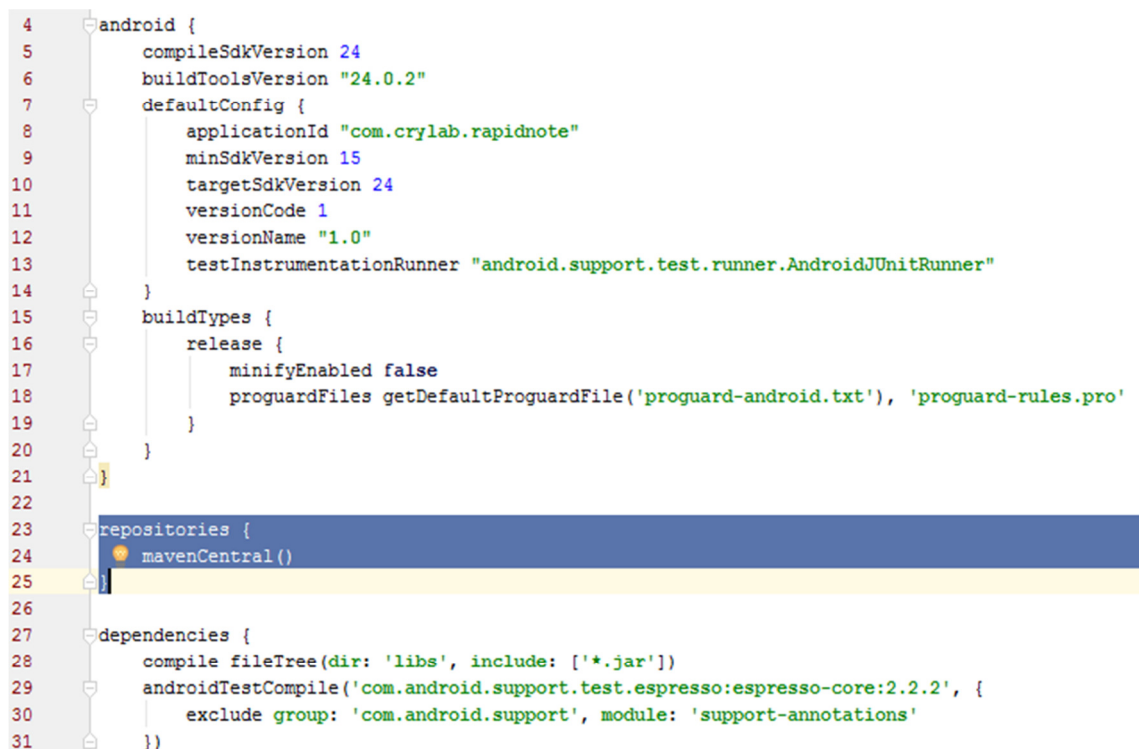 4 android {
5 compileSdkVersion 24
6 buildToolsVersion "24.0.2"
7 defaultConfig {
8 applicationId "com.crylab.rapidnote"
9 minSdkVersion 15
10 targetSdkVersion 24
11 versionCode 1
12 versionName "1.0"
13 testInstrumentationRunner "android.support.test.runner.AndroidJUnitRunner"
14 }
15 buildTypes {
16 release {
17 minifyEnabled false
18 proguardFiles getDefaultProguardFile('proguard-android.txt'), 'proguard-rules.pro'
19 }
20 }
21 }
22
23 repositories {
24 mavenCentral()
25 }
26
27 dependencies {
28 compile fileTree(dir: 'libs', include: ['*.jar'])
29 androidTestCompile('com.android.support.test.espresso:espresso-core:2.2.2', {
30 exclude group: 'com.android.support', module: 'support-annotations'
31 })